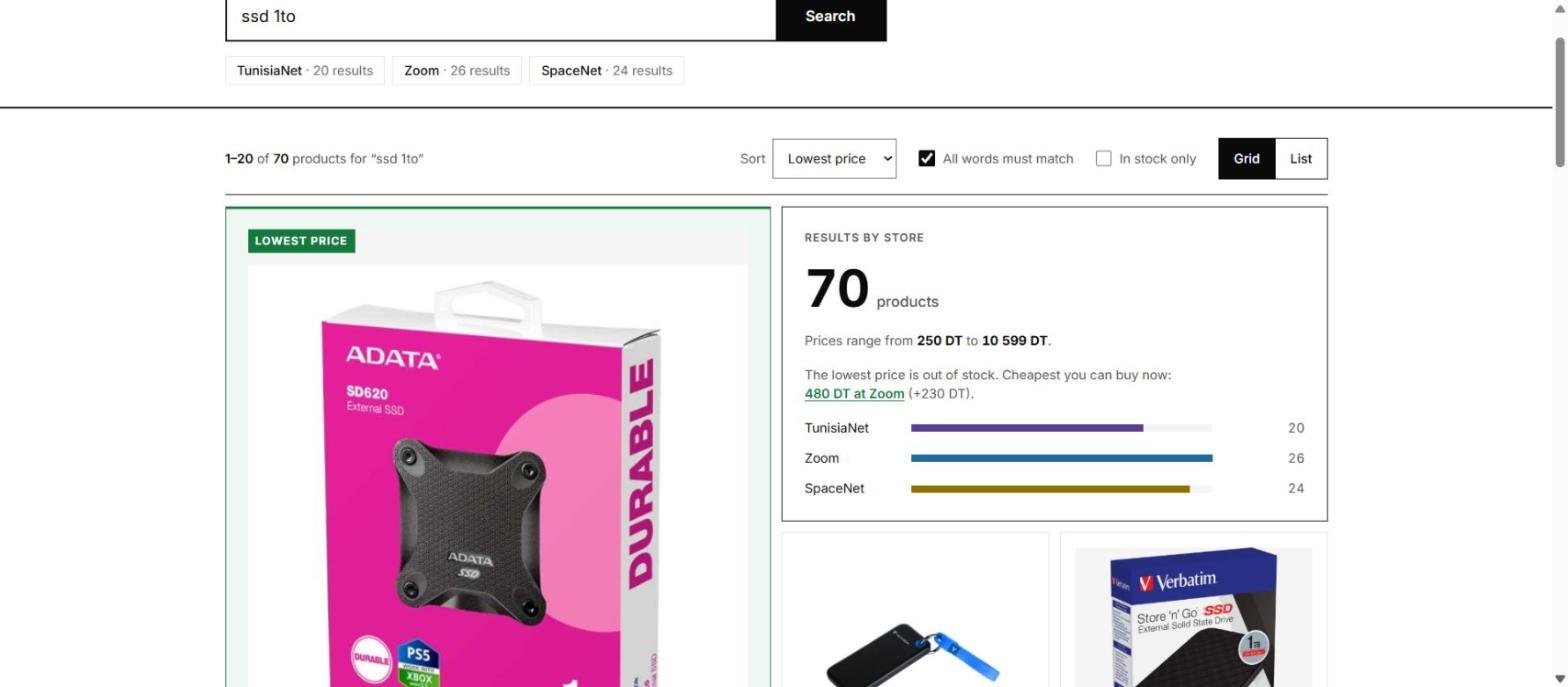 ssd 1to
Search
TunisiaNet · 20 results
Zoom · 26 results
SpaceNet · 24 results
1–20 of 70 products for “ssd 1to”
Sort
Lowest price
All words must match
In stock only
Grid
List
LOWEST PRICE
ADATA
SD620
External SSD
DURABLE
ADATA
SSD
DURABLE
PS5
XBOX
RESULTS BY STORE
70 products
Prices range from 250 DT to 10 599 DT.
The lowest price is out of stock. Cheapest you can buy now:
480 DT at Zoom (+230 DT).
TunisiaNet 20
Zoom 26
SpaceNet 24
Verbatim
Store 'n' Go SSD
External Solid State Drive
1TB